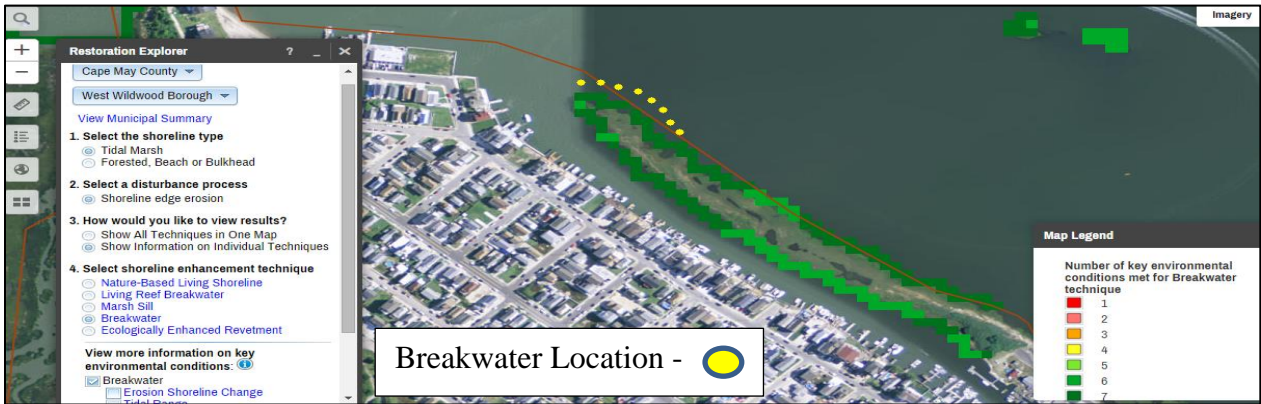 Imagery
Restoration Explorer ? _ ×
Cape May County
West Wildwood Borough
View Municipal Summary
1. Select the shoreline type
Tidal Marsh
Forested, Beach or Bulkhead
2. Select a disturbance process
Shoreline edge erosion
3. How would you like to view results?
Show All Techniques in One Map
Show Information on Individual Techniques
4. Select shoreline enhancement technique
Nature-Based Living Shoreline
Living Reef Breakwater
Marsh Sill
Breakwater
Ecologically Enhanced Revetment
View more information on key
environmental conditions:
Breakwater
Erosion Shoreline Change
Tidal Range
Breakwater Location -
Map Legend
Number of key environmental
conditions met for Breakwater
technique
1
2
3
4
5
6
7